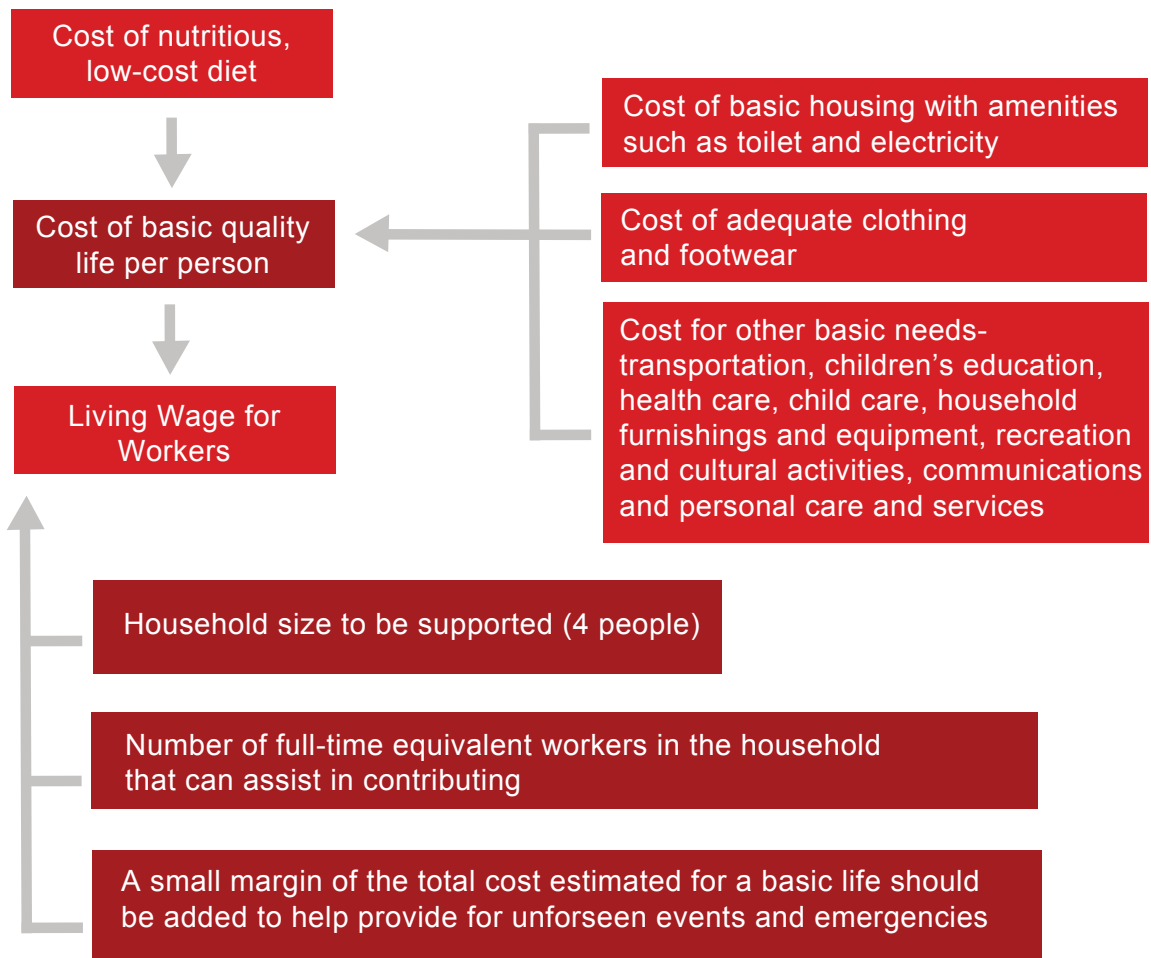 Cost of nutritious,
low-cost diet
Cost of basic quality
life per person
Living Wage for
Workers
Cost of basic housing with amenities
such as toilet and electricity
Cost of adequate clothing
and footwear
Cost for other basic needs-
transportation, children’s education,
health care, child care, household
furnishings and equipment, recreation
and cultural activities, communications
and personal care and services
Household size to be supported (4 people)
Number of full-time equivalent workers in the household
that can assist in contributing
A small margin of the total cost estimated for a basic life should
be added to help provide for unforseen events and emergencies